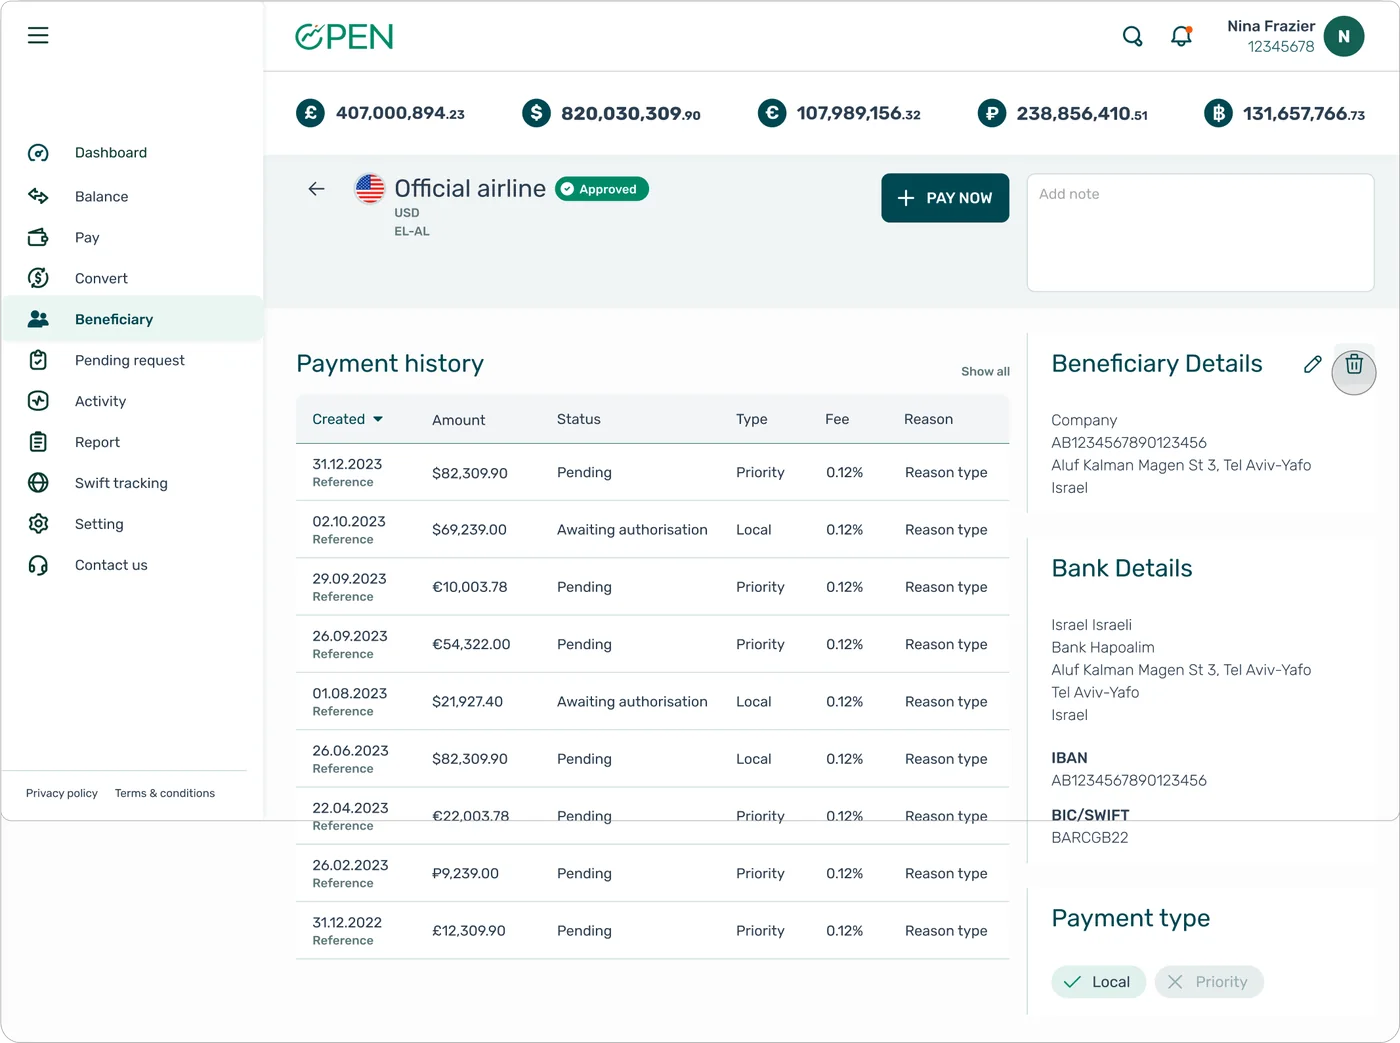 OPEN
Nina Frazier
12345678
N
£ 407,000,894.23
$ 820,030,309.90
€ 107,989,156.32
₽ 238,856,410.51
฿ 131,657,766.73
Dashboard
Balance
Pay
Convert
Beneficiary
Pending request
Activity
Report
Swift tracking
Setting
Contact us
Privacy policy Terms & conditions
Official airline Approved
USD
EL-AL
PAY NOW
Add note
Payment history
Show all
Created Amount Status Type Fee Reason
31.12.2023 $82,309.90 Pending Priority 0.12% Reason type
Reference
02.10.2023 $69,239.00 Awaiting authorisation Local 0.12% Reason type
Reference
29.09.2023 €10,003.78 Pending Priority 0.12% Reason type
Reference
26.09.2023 €54,322.00 Pending Priority 0.12% Reason type
Reference
01.08.2023 $21,927.40 Awaiting authorisation Local 0.12% Reason type
Reference
26.06.2023 $82,309.90 Pending Local 0.12% Reason type
Reference
22.04.2023 €22,003.78 Pending Priority 0.12% Reason type
Reference
26.02.2023 ₽9,239.00 Pending Priority 0.12% Reason type
Reference
31.12.2022 £12,309.90 Pending Priority 0.12% Reason type
Reference
Beneficiary Details
Company
AB1234567890123456
Aluf Kalman Magen St 3, Tel Aviv-Yafo
Israel
Bank Details
Israel Israeli
Bank Hapoalim
Aluf Kalman Magen St 3, Tel Aviv-Yafo
Tel Aviv-Yafo
Israel
IBAN
AB1234567890123456
BIC/SWIFT
BARCGB22
Payment type
Local Priority